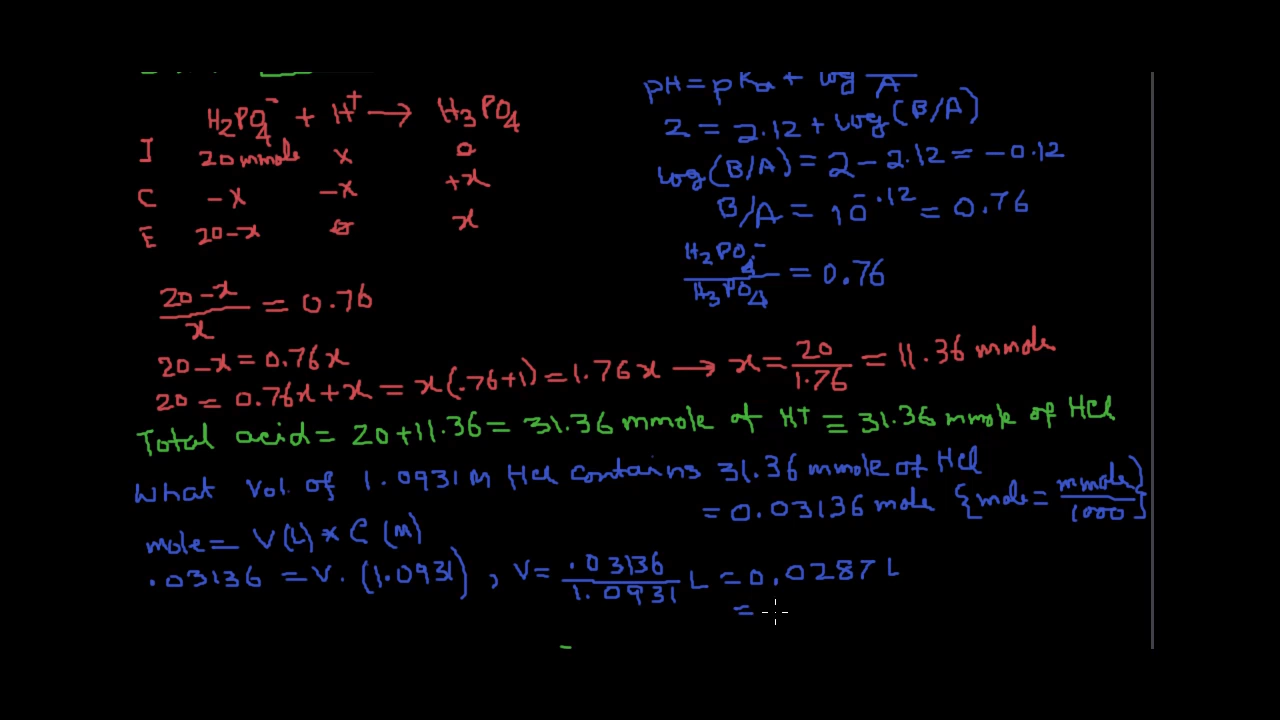 H₂PO₄⁻ + H⁺ → H₃PO₄
I 20 mmole x 0
C -x -x +x
E 20-x 0 x
20-x / x = 0.76
20-x = 0.76x
20 = 0.76x + x = x(.76+1) = 1.76x → x = 20/1.76 = 11.36 mmole
pH = pKa + log /A
2 = 2.12 + log(B/A)
log(B/A) = 2 - 2.12 = -0.12
B/A = 10^-.12 = 0.76
H₂PO₄⁻ / H₃PO₄ = 0.76
Total acid = 20+11.36 = 31.36 mmole of H+ ≡ 31.36 mmole of HCl
What Vol. of 1.0931 M HCl contains 31.36 mmole of HCl
= 0.03136 mole {mole = mmole/1000}
mole = V(L) x C(M)
.03136 = V. (1.0931), V = .03136/1.0931 L = 0.0287 L
=